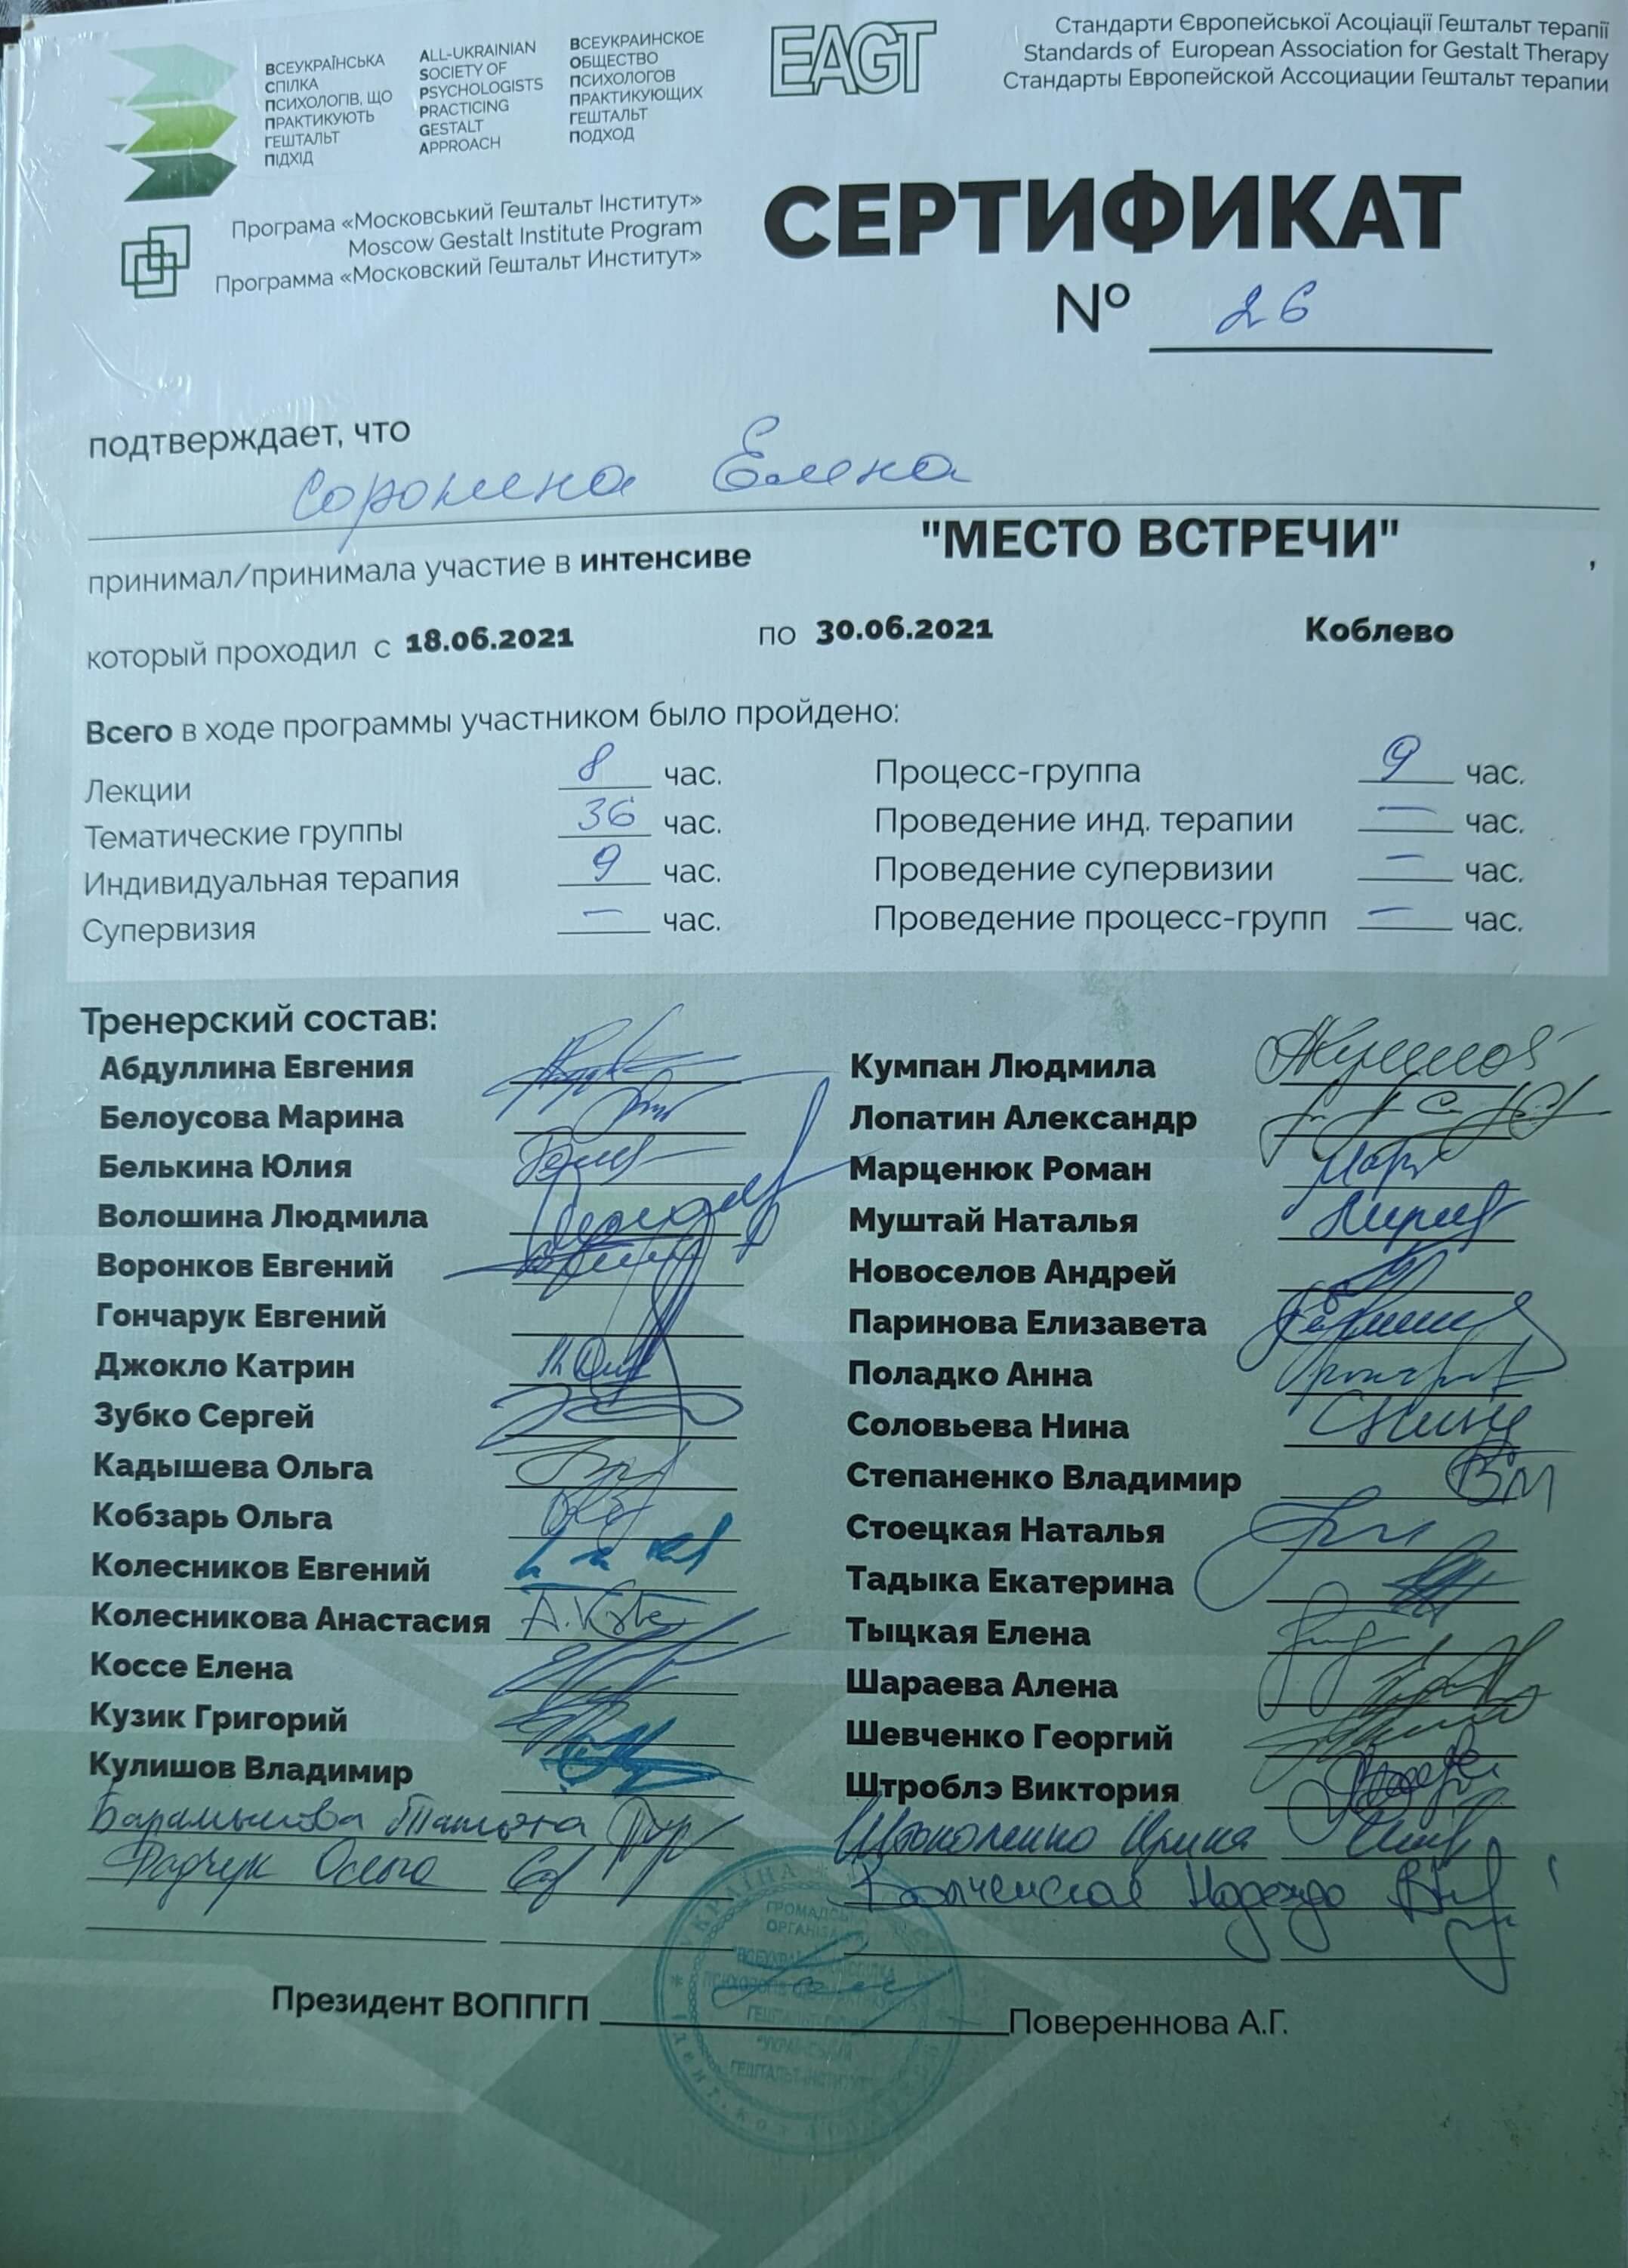 ВСЕУКРАЇНСЬКА
СПІЛКА
ПСИХОЛОГІВ, ЩО
ПРАКТИКУЮТЬ
ГЕШТАЛЬТ
ПІДХІД
ALL-UKRAINIAN
SOCIETY OF
PSYCHOLOGISTS
PRACTICING
GESTALT
APPROACH
ВСЕУКРАИНСКОЕ
ОБЩЕСТВО
ПСИХОЛОГОВ
ПРАКТИКУЮЩИХ
ГЕШТАЛЬТ
ПОДХОД
EAGT
Стандарти Європейської Асоціації Гештальт терапії
Standards of European Association for Gestalt Therapy
Стандарты Европейской Ассоциации Гештальт терапии
Програма «Московський Гештальт Інститут»
Moscow Gestalt Institute Program
Программа «Московский Гештальт Институт»
СЕРТИФИКАТ
№ 26
подтверждает, что
Елена
принимал/принимала участие в интенсиве "МЕСТО ВСТРЕЧИ" ,
который проходил с 18.06.2021 по 30.06.2021 Коблево
Всего в ходе программы участником было пройдено:
Лекции 8 час. Процесс-группа 9 час.
Тематические группы 36 час. Проведение инд. терапии — час.
Индивидуальная терапия 9 час. Проведение супервизии — час.
Супервизия — час. Проведение процесс-групп — час.
Тренерский состав:
Абдуллина Евгения
Белоусова Марина
Белькина Юлия
Волошина Людмила
Воронков Евгений
Гончарук Евгений
Джокло Катрин
Зубко Сергей
Кадышева Ольга
Кобзарь Ольга
Колесников Евгений
Колесникова Анастасия
Коссе Елена
Кузик Григорий
Кулишов Владимир
Татьяна
Ольга
Кумпан Людмила
Лопатин Александр
Марценюк Роман
Муштай Наталья
Новоселов Андрей
Паринова Елизавета
Поладко Анна
Соловьева Нина
Степаненко Владимир
Стоецкая Наталья
Тадыка Екатерина
Тыцкая Елена
Шараева Алена
Шевченко Георгий
Штроблэ Виктория
Ирина
Надежда
Президент ВОППГП Повереннова А.Г.
УКРАЇНА
ГРОМАДСЬКА
ОРГАНІЗАЦІЯ
ГЕШТАЛЬТ ІНСТИТУТ